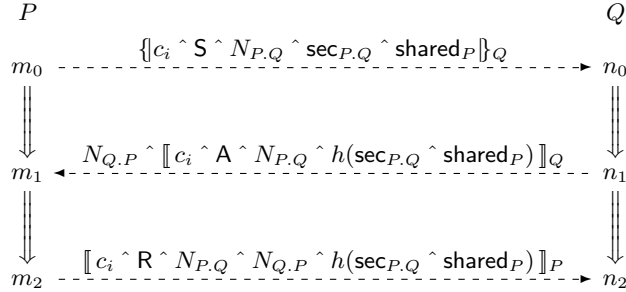 P Q
{|c_i ˆ S ˆ N_{P.Q} ˆ sec_{P.Q} ˆ shared_P|}_Q
m_0 n_0
N_{Q.P} ˆ [[ c_i ˆ A ˆ N_{P.Q} ˆ h(sec_{P.Q} ˆ shared_P) ]]_Q
m_1 n_1
[[ c_i ˆ R ˆ N_{P.Q} ˆ N_{Q.P} ˆ h(sec_{P.Q} ˆ shared_P) ]]_P
m_2 n_2